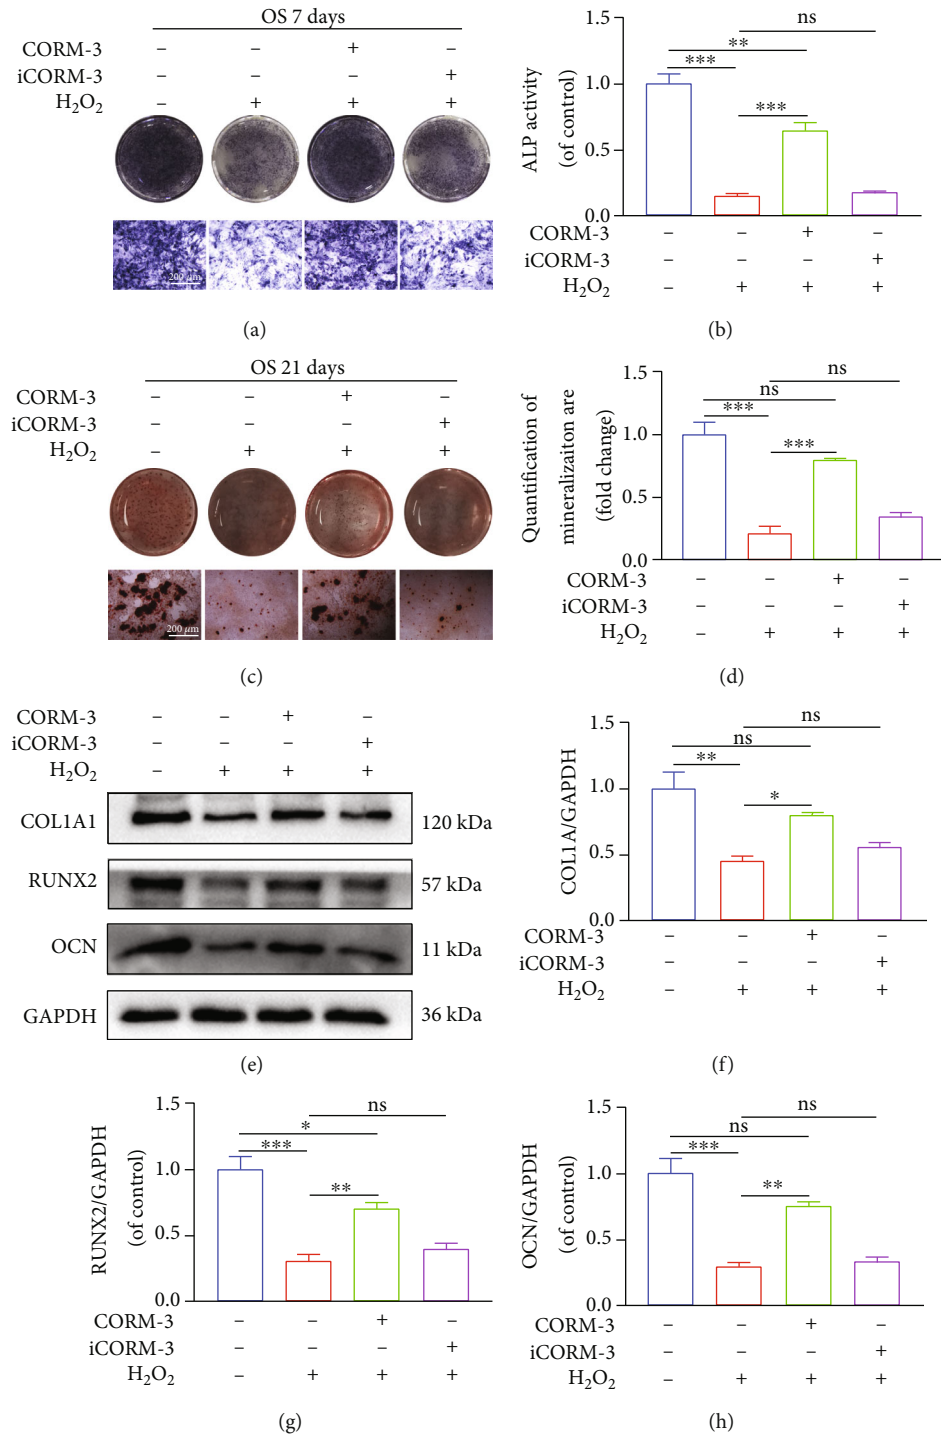 OS 7 days
CORM-3 – – + –
iCORM-3 – – – +
H₂O₂ – + + +
200 μm
(a)
ns
**
***
***
ALP activity
(of control)
1.5
1.0
0.5
0.0
CORM-3 – – + –
iCORM-3 – – – +
H₂O₂ – + + +
(b)
OS 21 days
CORM-3 – – + –
iCORM-3 – – – +
H₂O₂ – + + +
200 μm
(c)
ns
ns
***
***
Quantification of
mineralizaiton are
(fold change)
1.5
1.0
0.5
0.0
CORM-3 – – + –
iCORM-3 – – – +
H₂O₂ – + + +
(d)
CORM-3 – – + –
iCORM-3 – – – +
H₂O₂ – + + +
COL1A1 120 kDa
RUNX2 57 kDa
OCN 11 kDa
GAPDH 36 kDa
(e)
ns
ns
**
*
COL1A/GAPDH
1.5
1.0
0.5
0.0
CORM-3 – – + –
iCORM-3 – – – +
H₂O₂ – + + +
(f)
ns
*
***
**
RUNX2/GAPDH
(of control)
1.5
1.0
0.5
0.0
CORM-3 – – + –
iCORM-3 – – – +
H₂O₂ – + + +
(g)
ns
ns
***
**
OCN/GAPDH
(of control)
1.5
1.0
0.5
0.0
CORM-3 – – + –
iCORM-3 – – – +
H₂O₂ – + + +
(h)